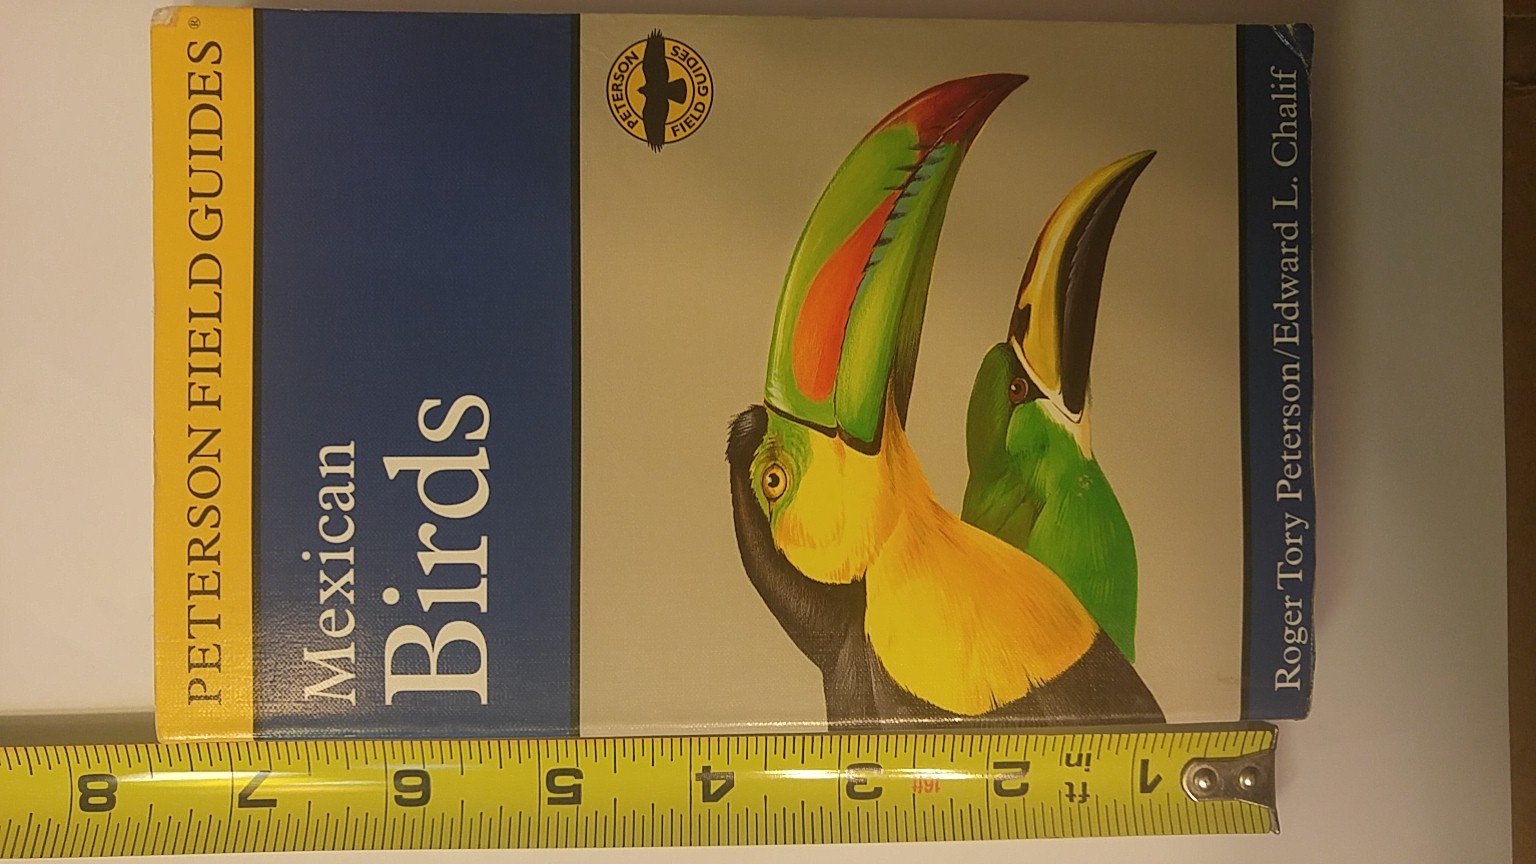 PETERSON FIELD GUIDES®
Mexican
Birds
PETERSON
FIELD GUIDES
Roger Tory Peterson/Edward L. Chalif
1
ft
in
2
16ft
3
4
5
6
7
8